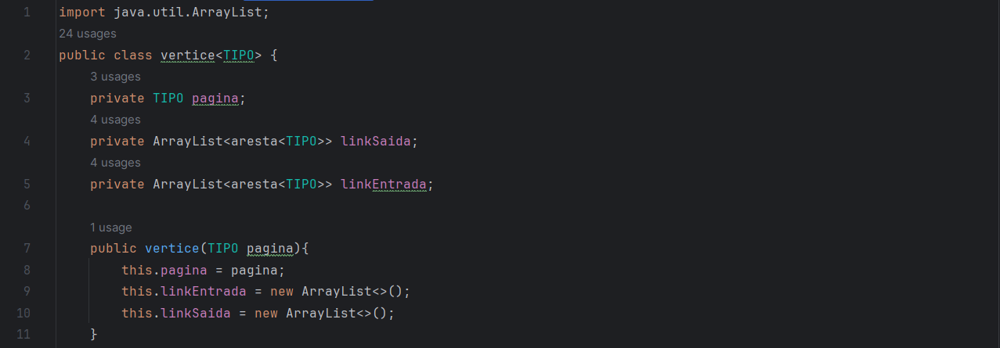 1 import java.util.ArrayList;
24 usages
2 public class vertice<TIPO> {
3 usages
3 private TIPO pagina;
4 usages
4 private ArrayList<aresta<TIPO>> linkSaida;
4 usages
5 private ArrayList<aresta<TIPO>> linkEntrada;
6
1 usage
7 public vertice(TIPO pagina){
8 this.pagina = pagina;
9 this.linkEntrada = new ArrayList<>();
10 this.linkSaida = new ArrayList<>();
11 }